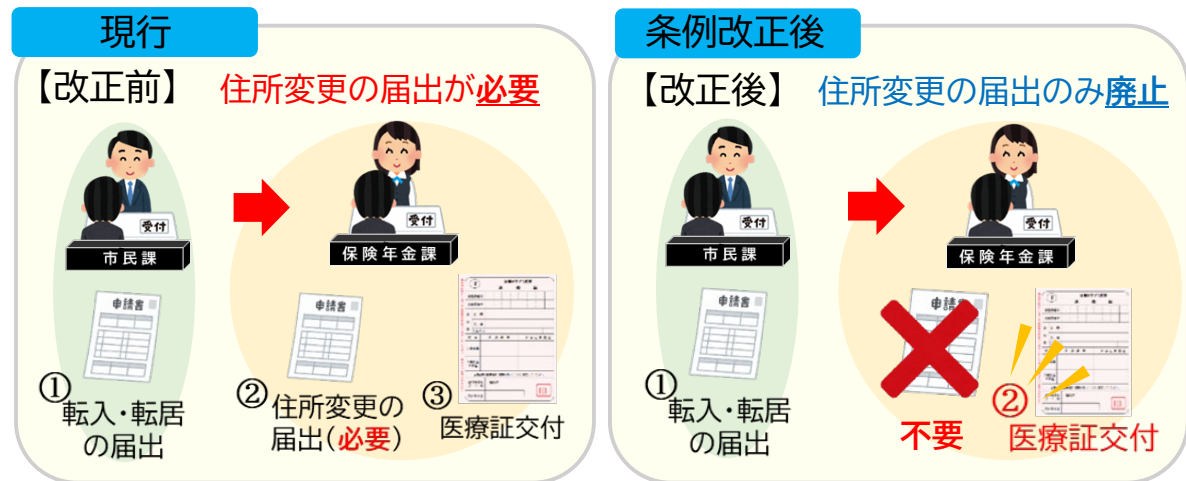 現行
【改正前】 住所変更の届出が必要
受付
市民課
受付
保険年金課
申請書
申請書
①
転入・転居
の届出
②
住所変更の
届出(必要)
③
医療証交付
条例改正後
【改正後】 住所変更の届出のみ廃止
受付
市民課
受付
保険年金課
申請書
申請書
①
転入・転居
の届出
不要
②
医療証交付